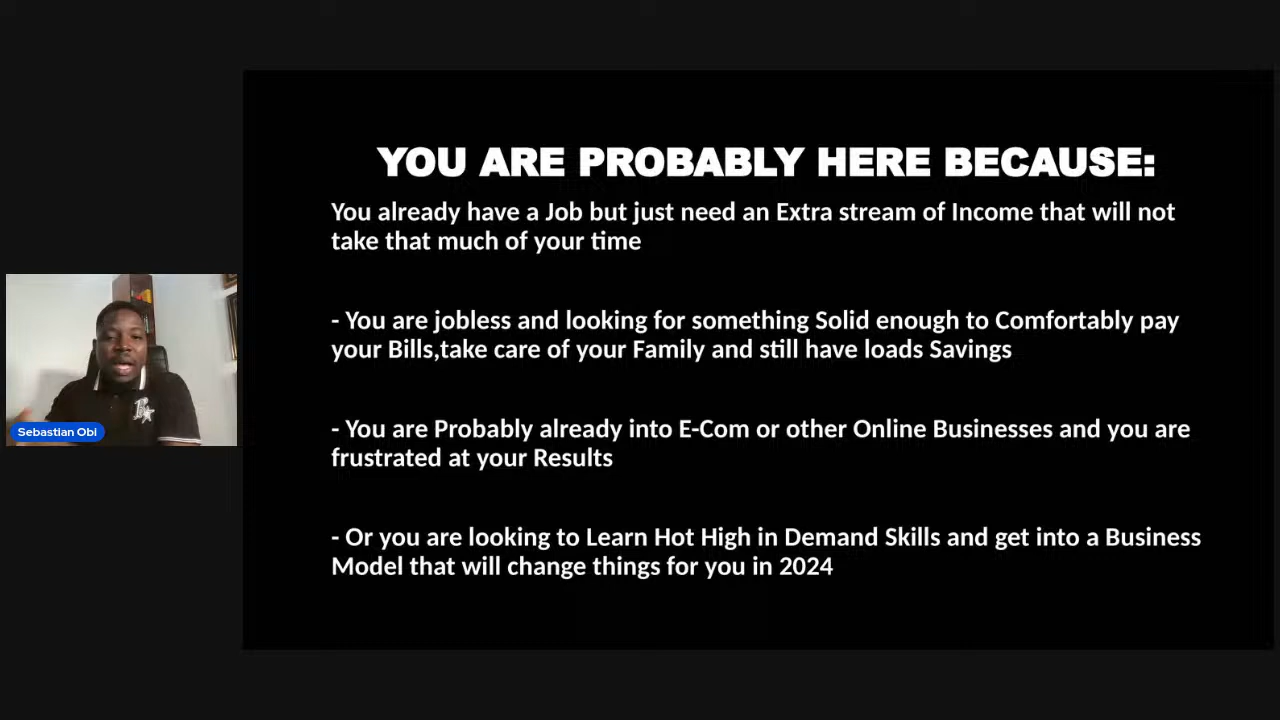 YOU ARE PROBABLY HERE BECAUSE:
You already have a Job but just need an Extra stream of Income that will not
take that much of your time
- You are jobless and looking for something Solid enough to Comfortably pay
your Bills,take care of your Family and still have loads Savings
- You are Probably already into E-Com or other Online Businesses and you are
frustrated at your Results
- Or you are looking to Learn Hot High in Demand Skills and get into a Business
Model that will change things for you in 2024
Sebastian Obi